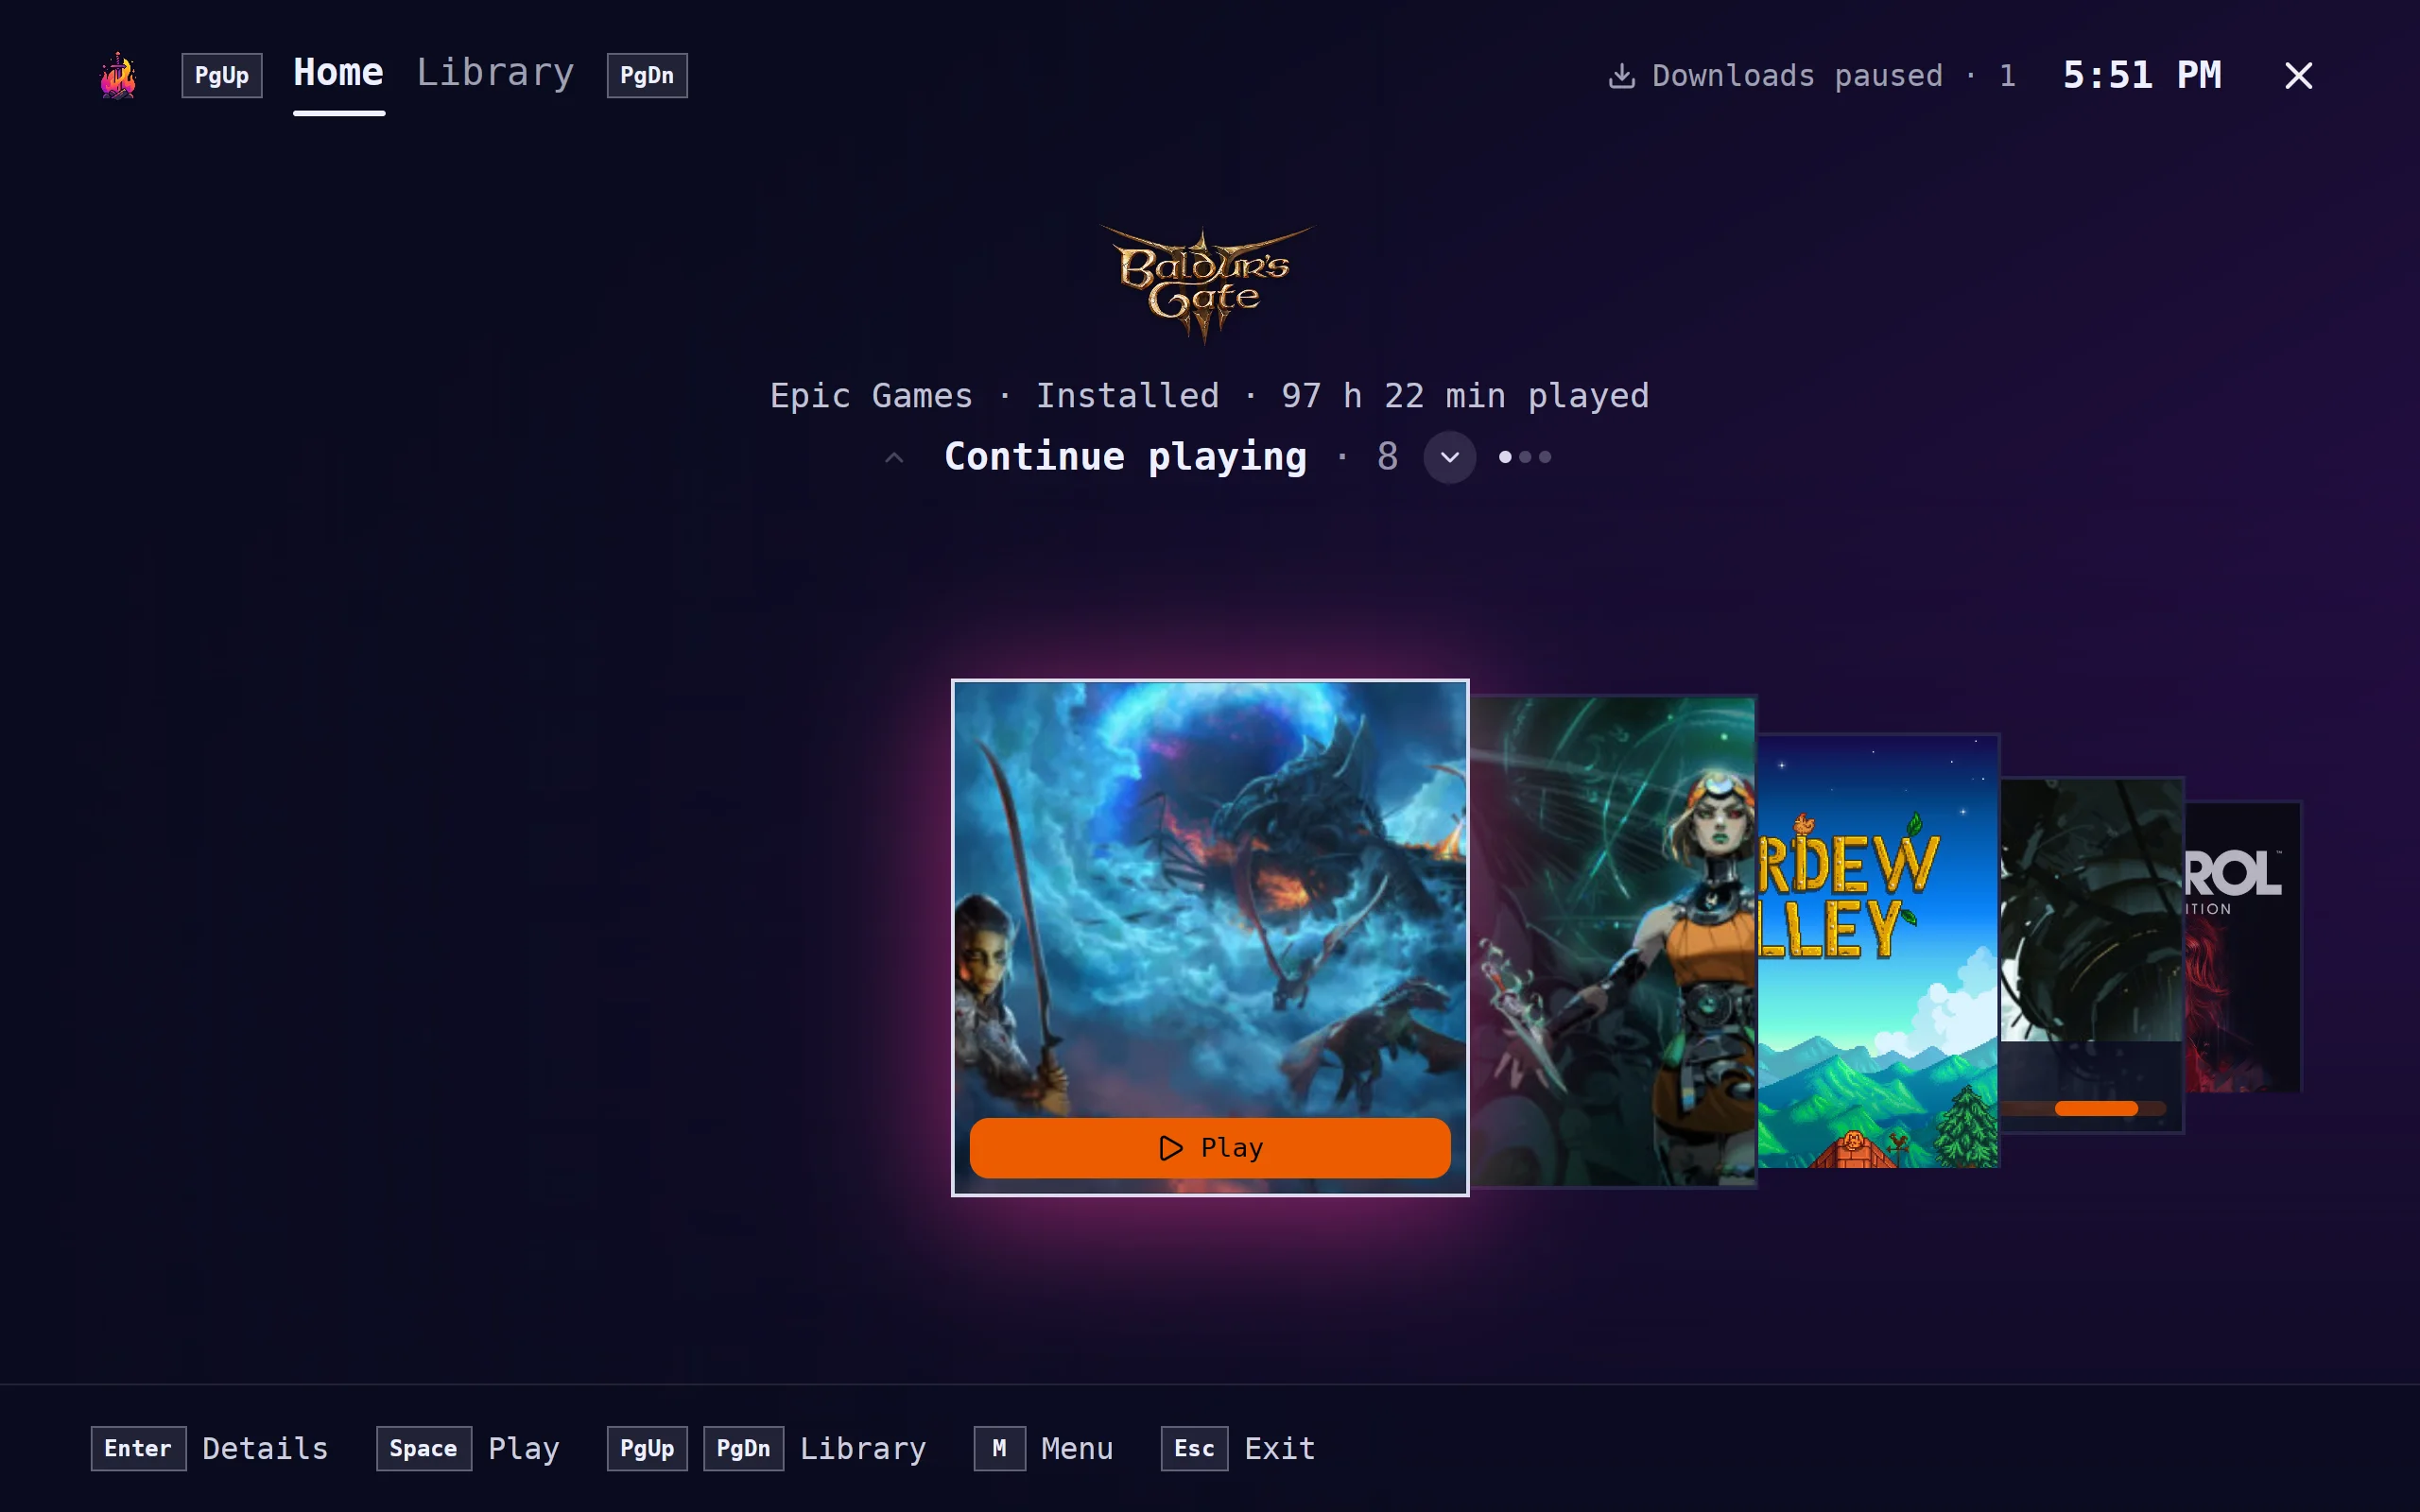 PgUp Home Library PgDn
Downloads paused · 1 5:51 PM
Baldur's
Gate
Epic Games · Installed · 97 h 22 min played
Continue playing · 8
RDEW
LLEY
ROL
ITION
Play
Enter Details Space Play PgUp PgDn Library M Menu Esc Exit